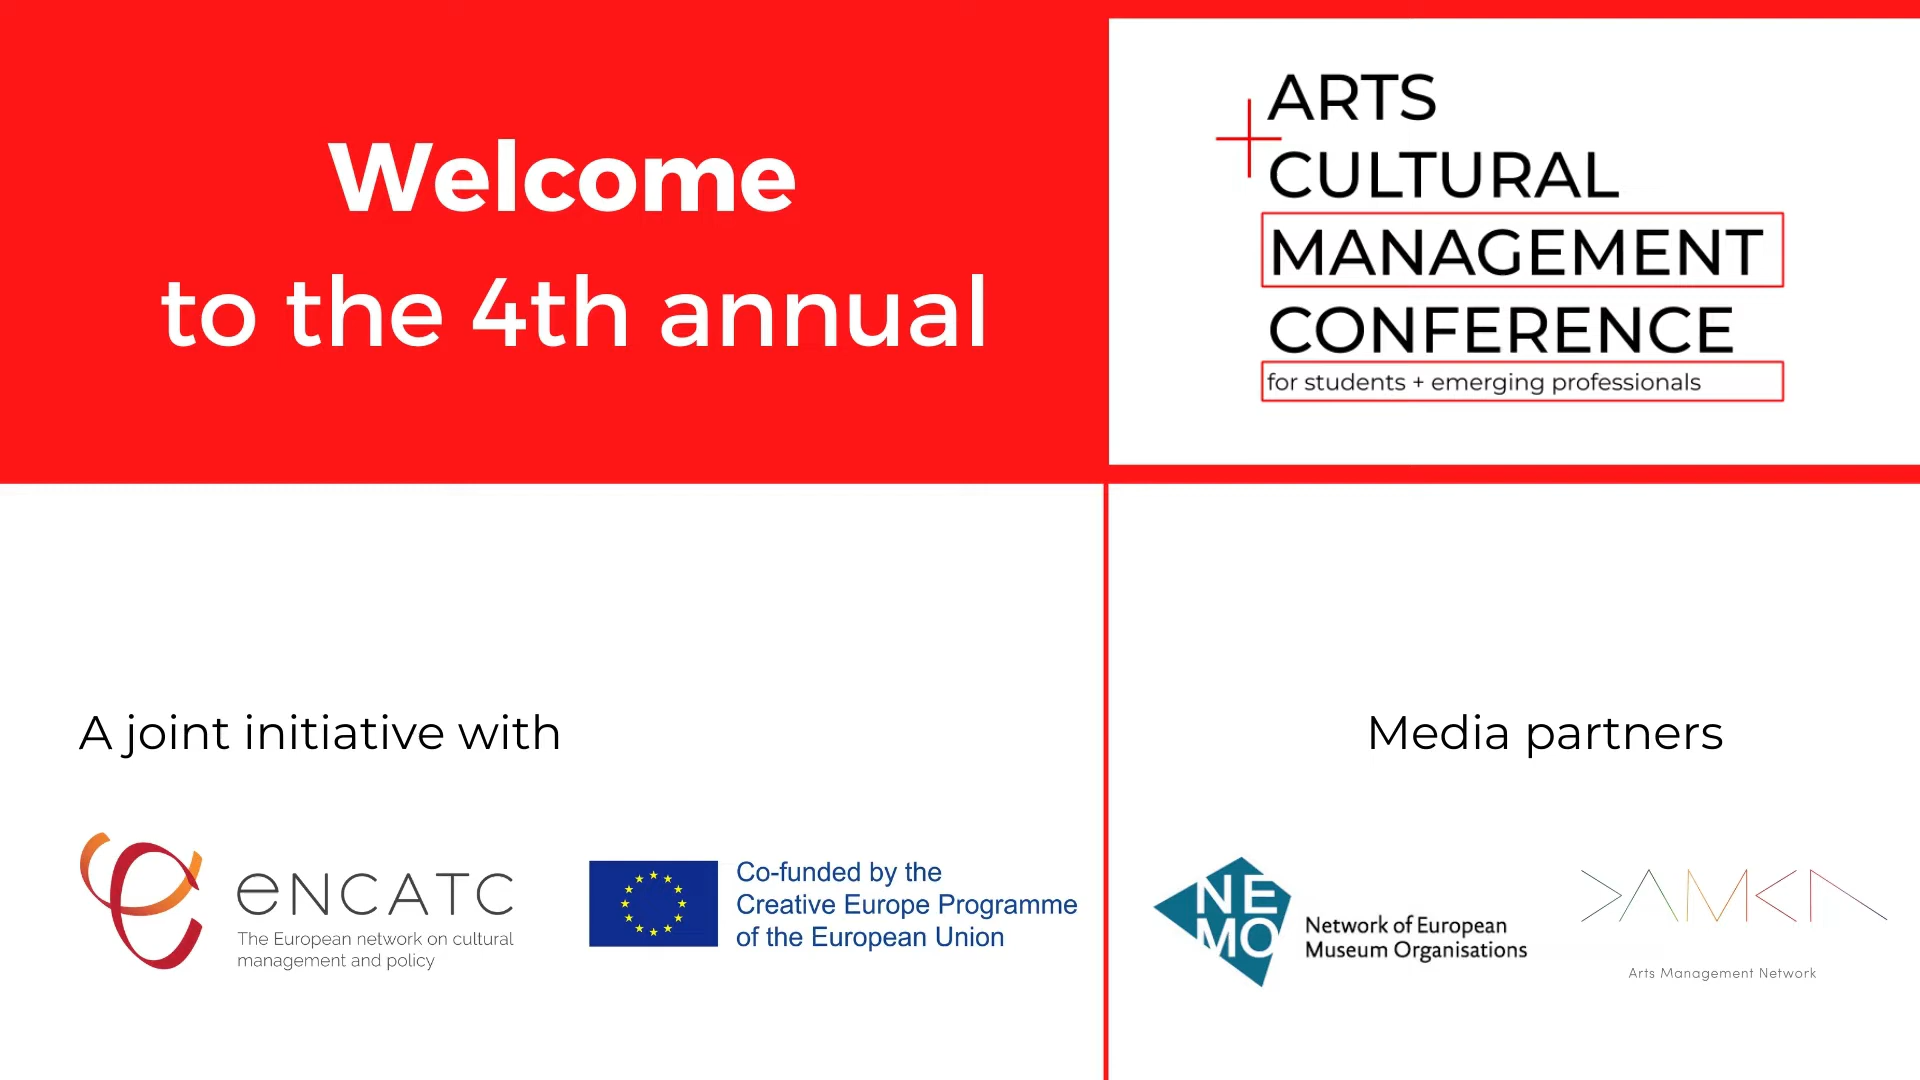 Welcome
to the 4th annual
ARTS
CULTURAL
MANAGEMENT
CONFERENCE
for students + emerging professionals
A joint initiative with
eNCATC
The European network on cultural
management and policy
Co-funded by the
Creative Europe Programme
of the European Union
Media partners
NE
MO
Network of European
Museum Organisations
Arts Management Network